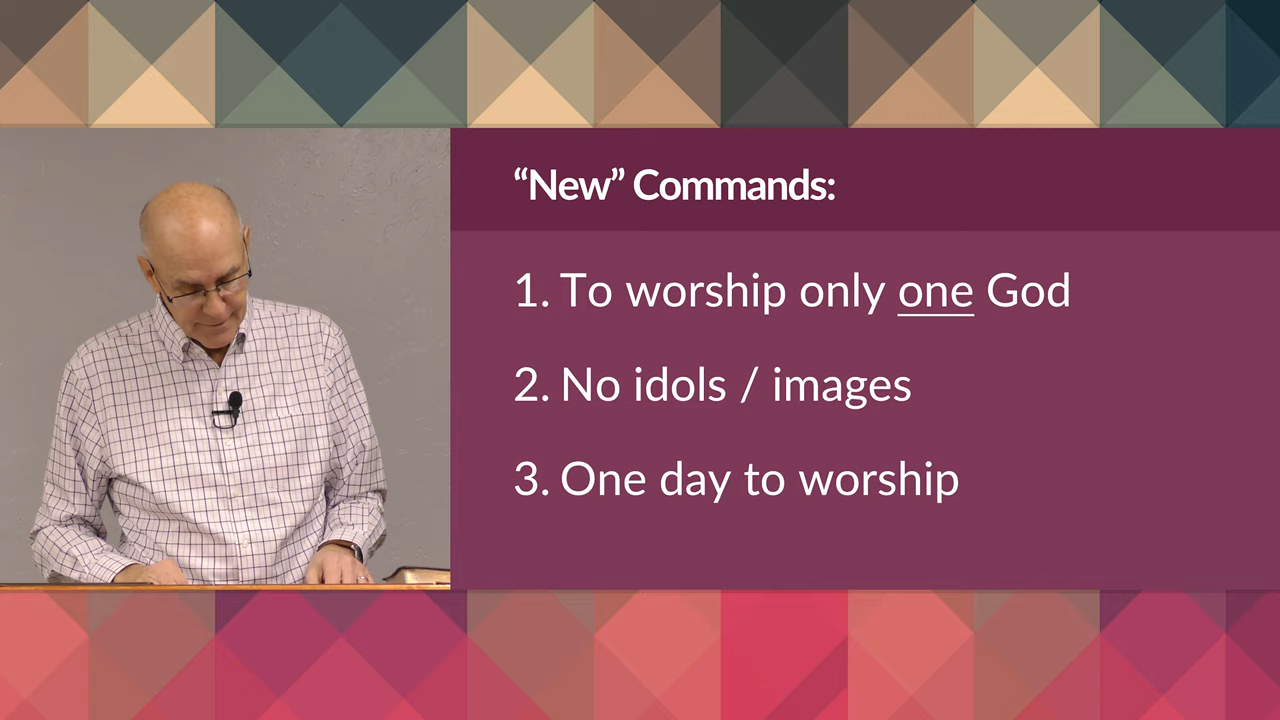 “New” Commands:
1. To worship only one God
2. No idols / images
3. One day to worship